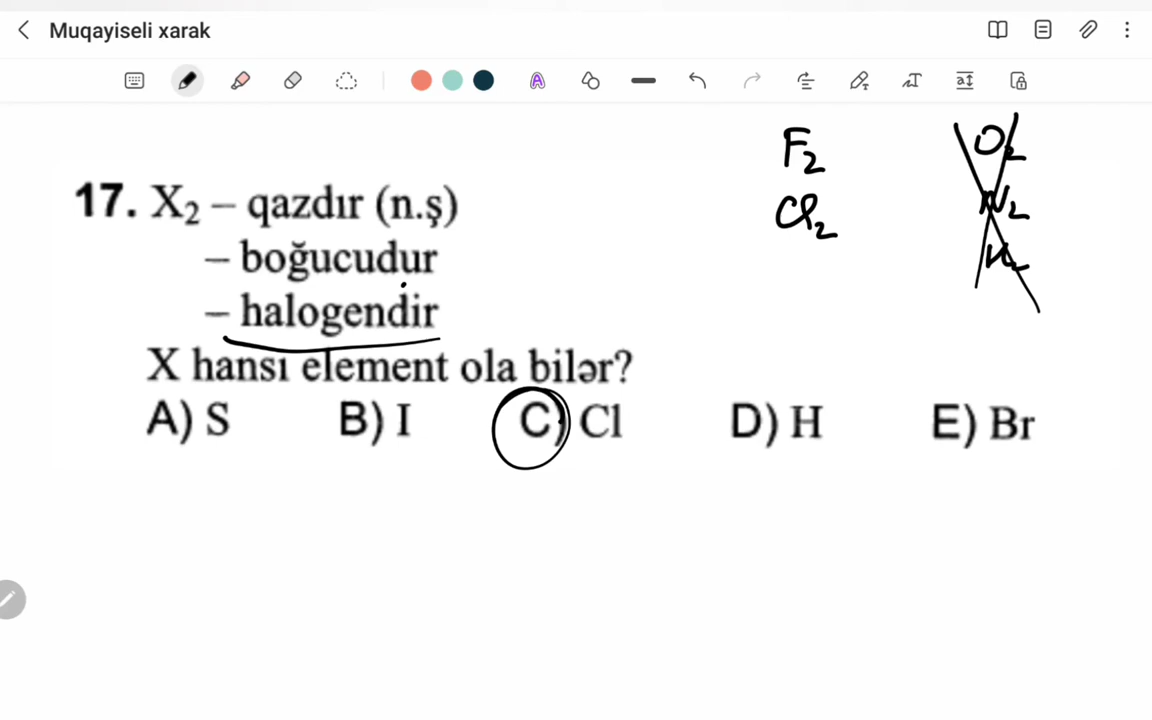 Muqayiseli xarak
F₂
O₂
Cl₂
N₂
H₂
17. X₂ – qazdır (n.ş)
– boğucudur
– halogendir
X hansı element ola bilər?
A) S B) I C) Cl D) H E) Br